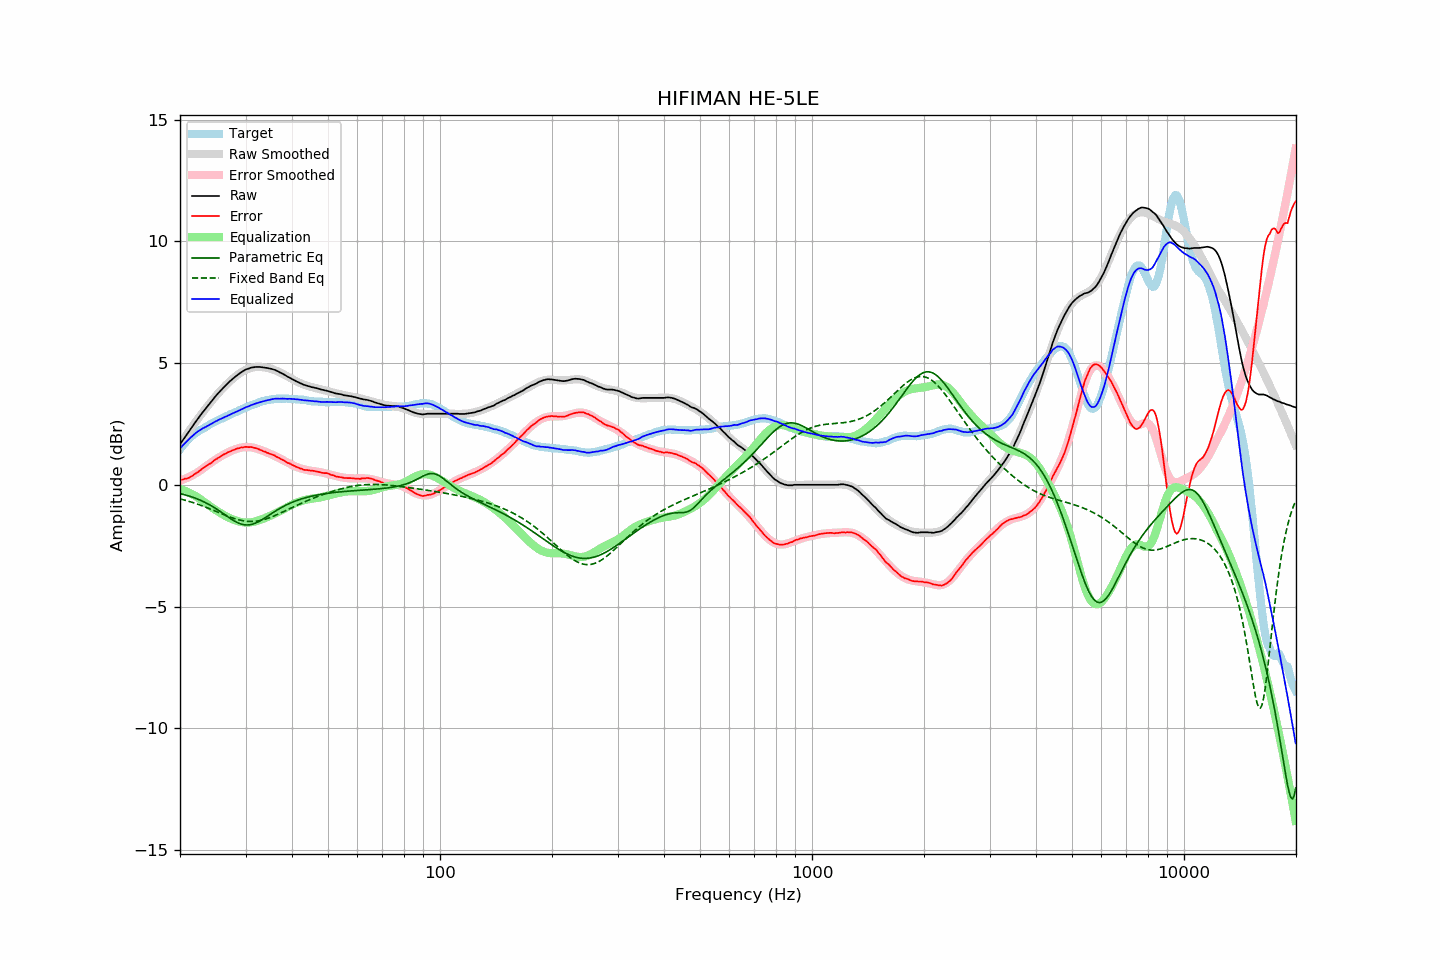 HIFIMAN HE-5LE
Target
Raw Smoothed
Error Smoothed
Raw
Error
Equalization
Parametric Eq
Fixed Band Eq
Equalized
15
10
5
0
−5
−10
−15
Amplitude (dBr)
100
1000
10000
Frequency (Hz)